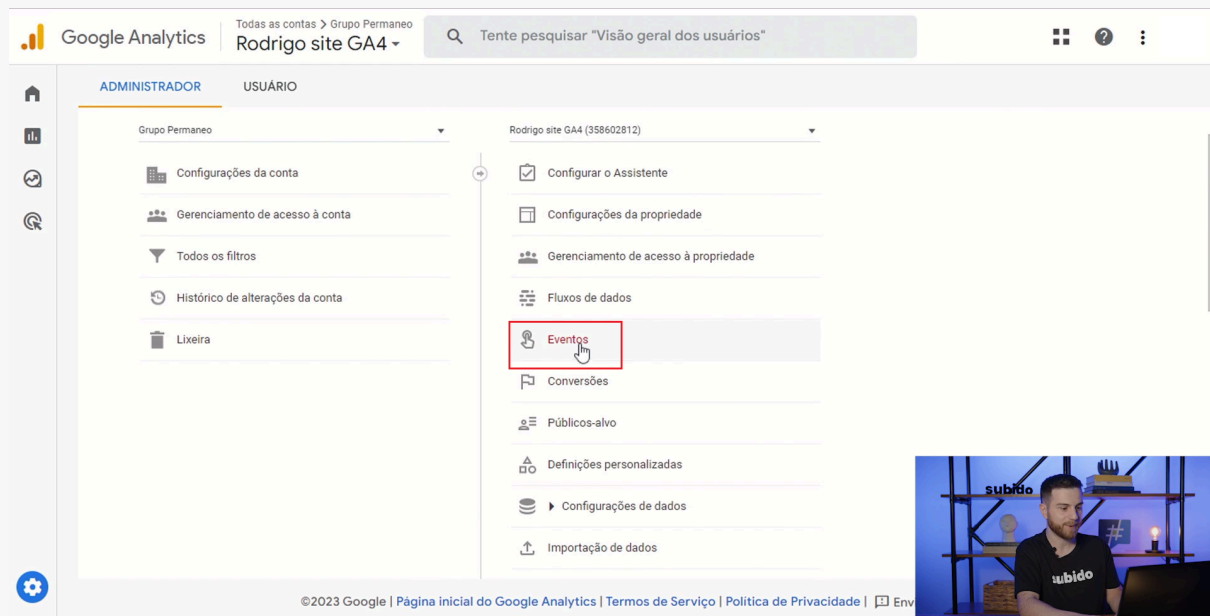 Google Analytics
Todas as contas > Grupo Permaneo
Rodrigo site GA4
Tente pesquisar "Visão geral dos usuários"
ADMINISTRADOR
USUÁRIO
Grupo Permaneo
Configurações da conta
Gerenciamento de acesso à conta
Todos os filtros
Histórico de alterações da conta
Lixeira
Rodrigo site GA4 (358602812)
Configurar o Assistente
Configurações da propriedade
Gerenciamento de acesso à propriedade
Fluxos de dados
Eventos
Conversões
Públicos-alvo
Definições personalizadas
Configurações de dados
Importação de dados
subido
#
subido
©2023 Google | Página inicial do Google Analytics | Termos de Serviço | Política de Privacidade | Env